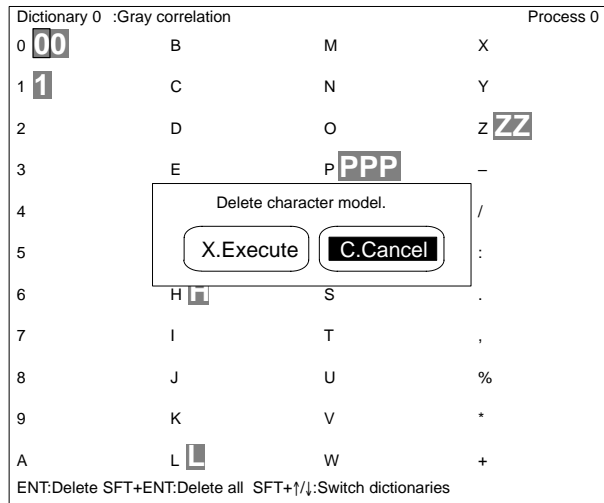 Dictionary 0 :Gray correlation Process 0
0 00 B M X
1 1 C N Y
2 D O Z ZZ
3 E P PPP –
Delete character model.
4 /
X.Execute C.Cancel
5 :
6 H H S .
7 I T ,
8 J U %
9 K V *
A L L W +
ENT:Delete SFT+ENT:Delete all SFT+↑/↓:Switch dictionaries